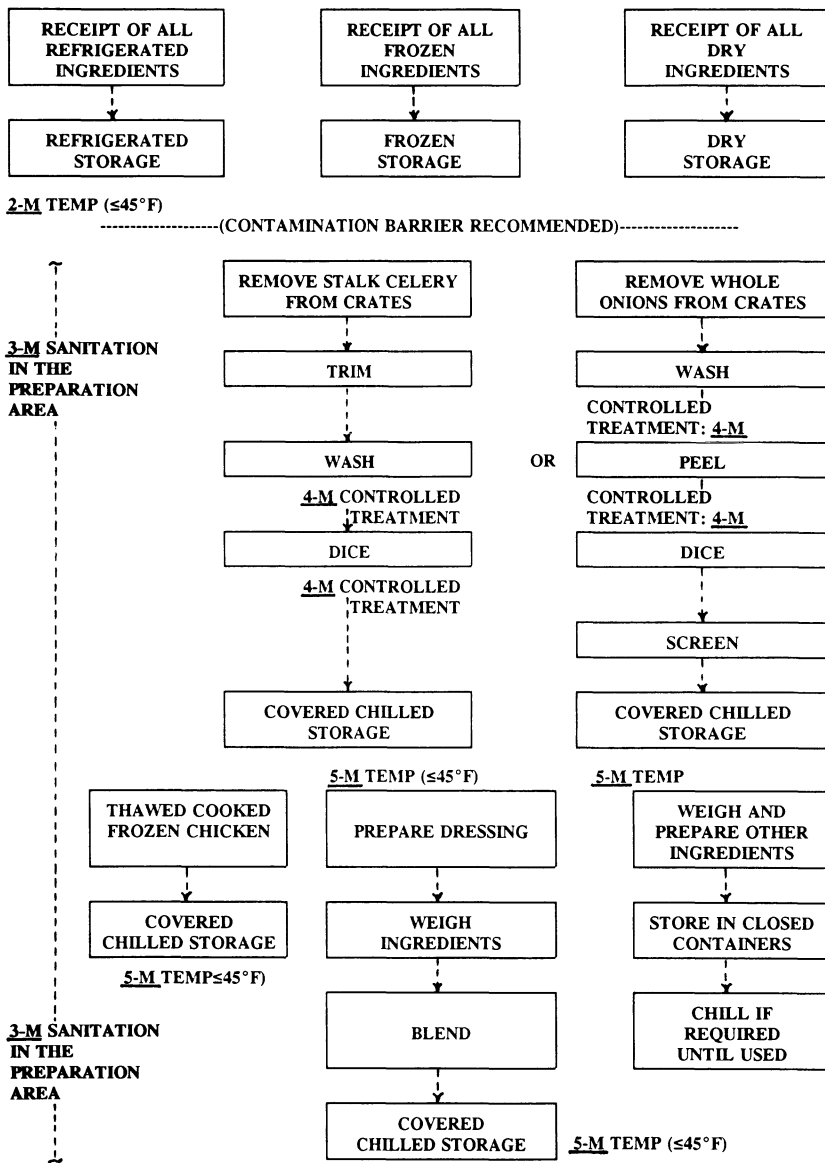 RECEIPT OF ALL
REFRIGERATED
INGREDIENTS
RECEIPT OF ALL
FROZEN
INGREDIENTS
RECEIPT OF ALL
DRY
INGREDIENTS
REFRIGERATED
STORAGE
FROZEN
STORAGE
DRY
STORAGE
2-M TEMP (≤45°F)
--------------------(CONTAMINATION BARRIER RECOMMENDED)--------------------
3-M SANITATION
IN THE
PREPARATION
AREA
REMOVE STALK CELERY
FROM CRATES
TRIM
WASH
4-M CONTROLLED
TREATMENT
DICE
4-M CONTROLLED
TREATMENT
COVERED CHILLED
STORAGE
5-M TEMP (≤45°F)
REMOVE WHOLE
ONIONS FROM CRATES
WASH
CONTROLLED
TREATMENT: 4-M
OR
PEEL
CONTROLLED
TREATMENT: 4-M
DICE
SCREEN
COVERED CHILLED
STORAGE
5-M TEMP
THAWED COOKED
FROZEN CHICKEN
COVERED
CHILLED STORAGE
5-M TEMP≤45°F)
PREPARE DRESSING
WEIGH
INGREDIENTS
BLEND
COVERED
CHILLED STORAGE
5-M TEMP (≤45°F)
WEIGH AND
PREPARE OTHER
INGREDIENTS
STORE IN CLOSED
CONTAINERS
CHILL IF
REQUIRED
UNTIL USED
3-M SANITATION
IN THE
PREPARATION
AREA